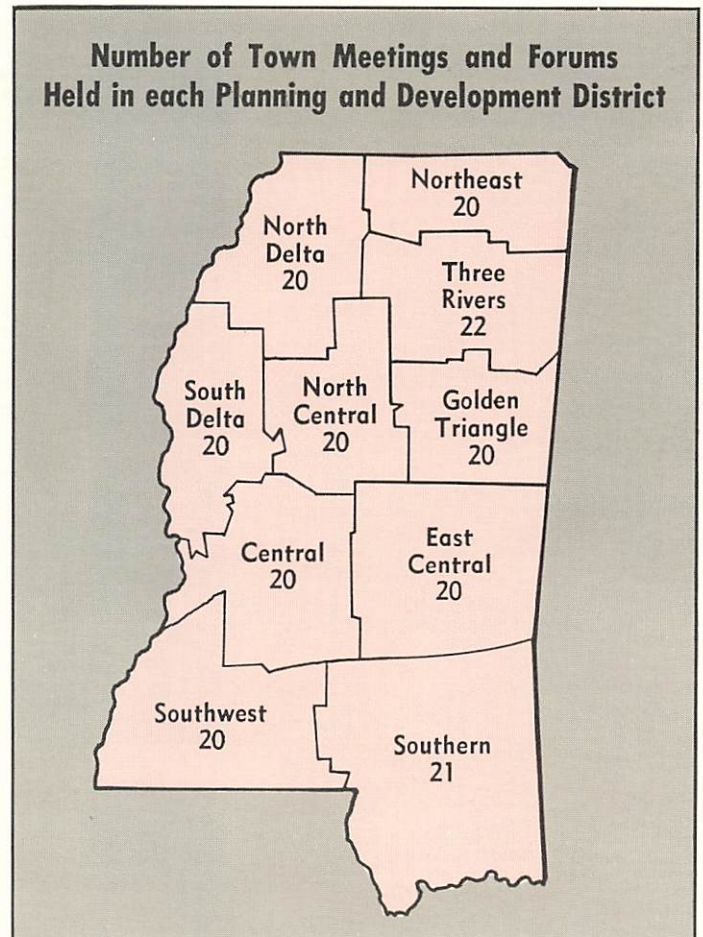 Number of Town Meetings and Forums
Held in each Planning and Development District
Northeast
20
North
Delta
20
Three
Rivers
22
South
Delta
20
North
Central
20
Golden
Triangle
20
Central
20
East
Central
20
Southwest
20
Southern
21